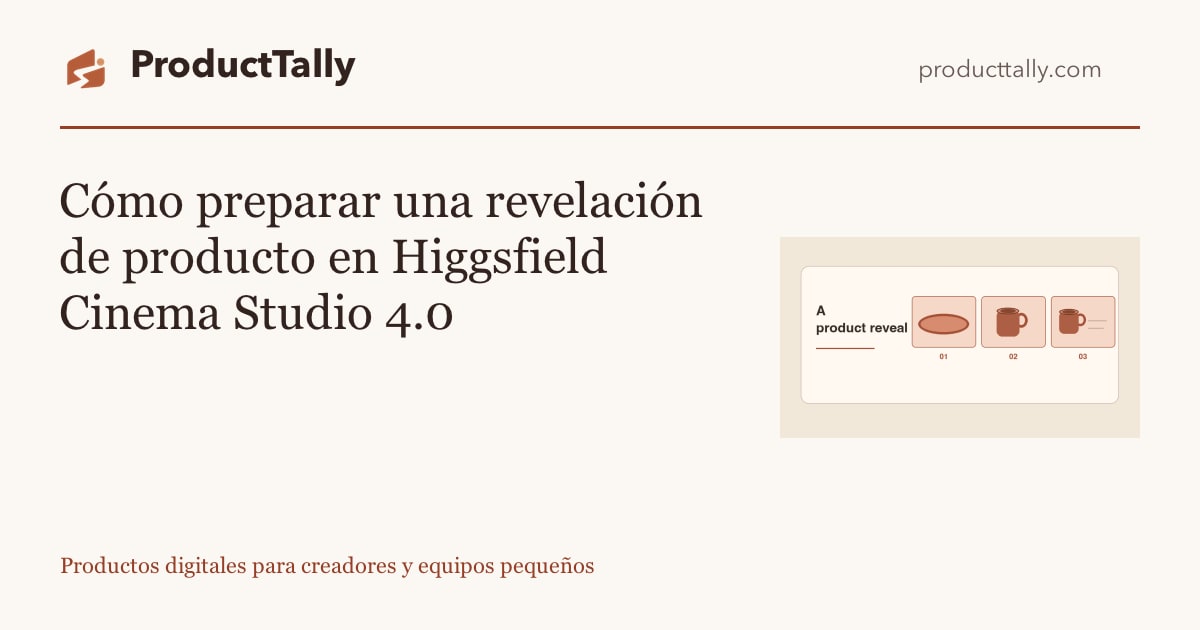 ProductTally
producttally.com
Cómo preparar una revelación
de producto en Higgsfield
Cinema Studio 4.0
A
product reveal
01
02
03
Productos digitales para creadores y equipos pequeños